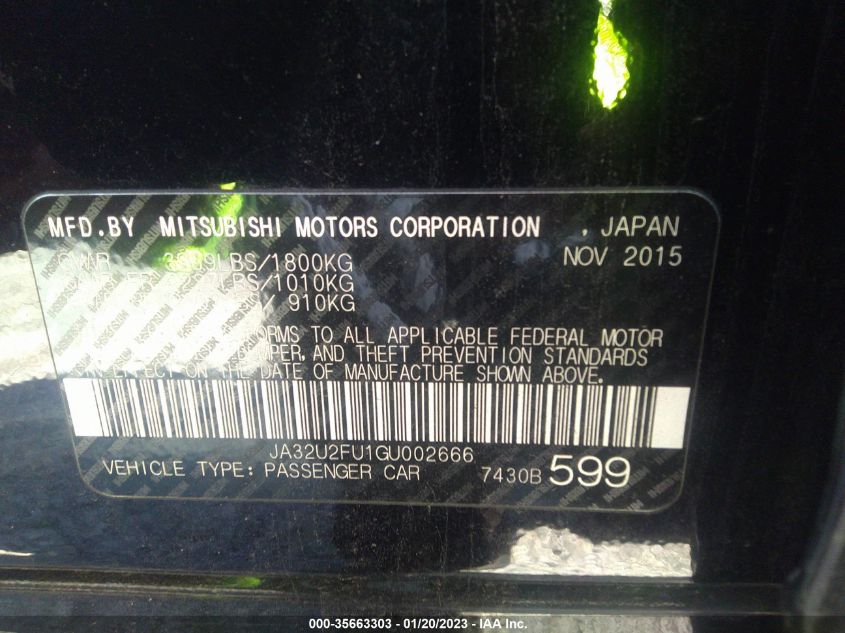 MFD.BY MITSUBISHI MOTORS CORPORATION , JAPAN
GVWR LBS/1800KG NOV 2015
LBS/1010KG
910KG
TO ALL APPLICABLE FEDERAL MOTOR
AND THEFT PREVENTION STANDARDS
IN EFFECT ON THE DATE OF MANUFACTURE SHOWN ABOVE.
JA32U2FU1GU002666
VEHICLE TYPE: PASSENGER CAR 7430B 599
000-35663303 — 01/20/2023 — IAA Inc.